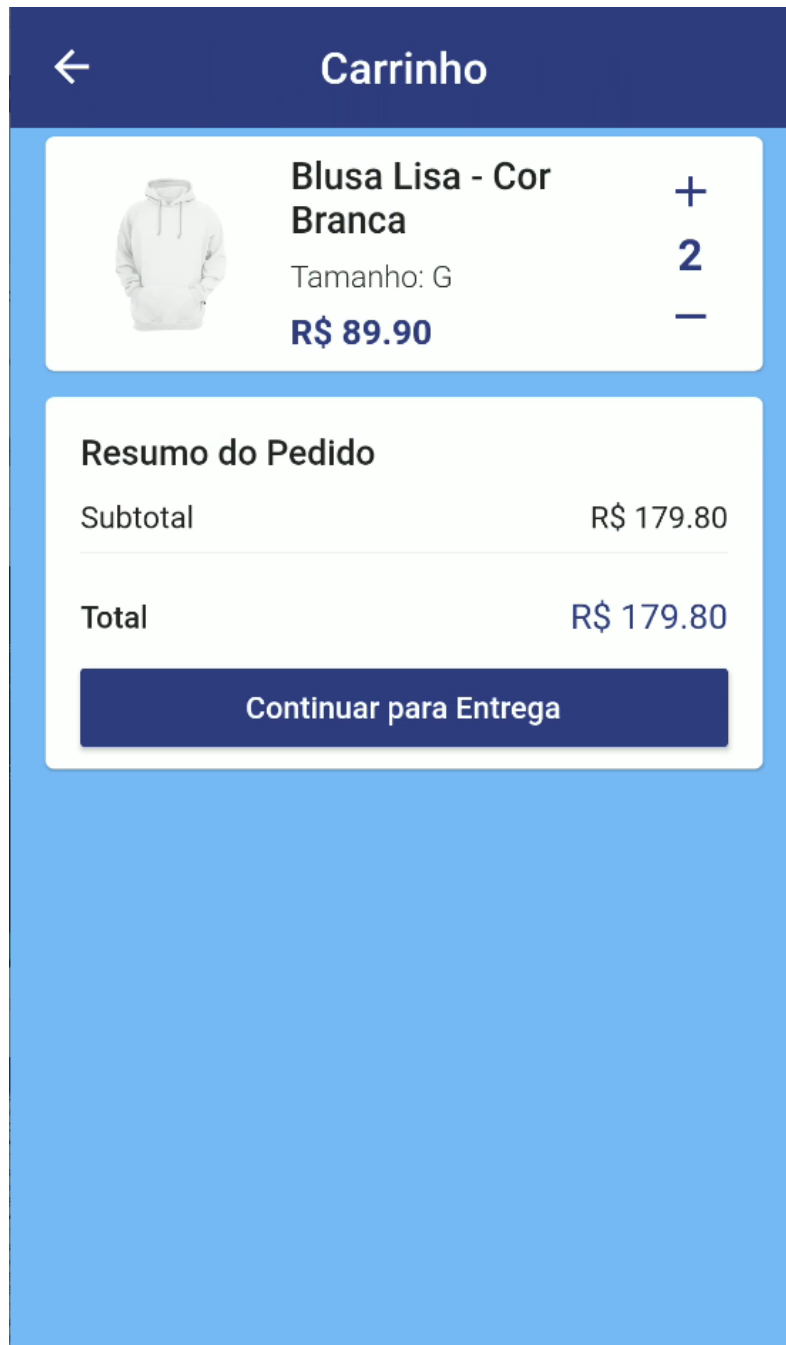 Carrinho
Blusa Lisa - Cor
Branca
Tamanho: G
R$ 89.90
2
Resumo do Pedido
Subtotal R$ 179.80
Total R$ 179.80
Continuar para Entrega